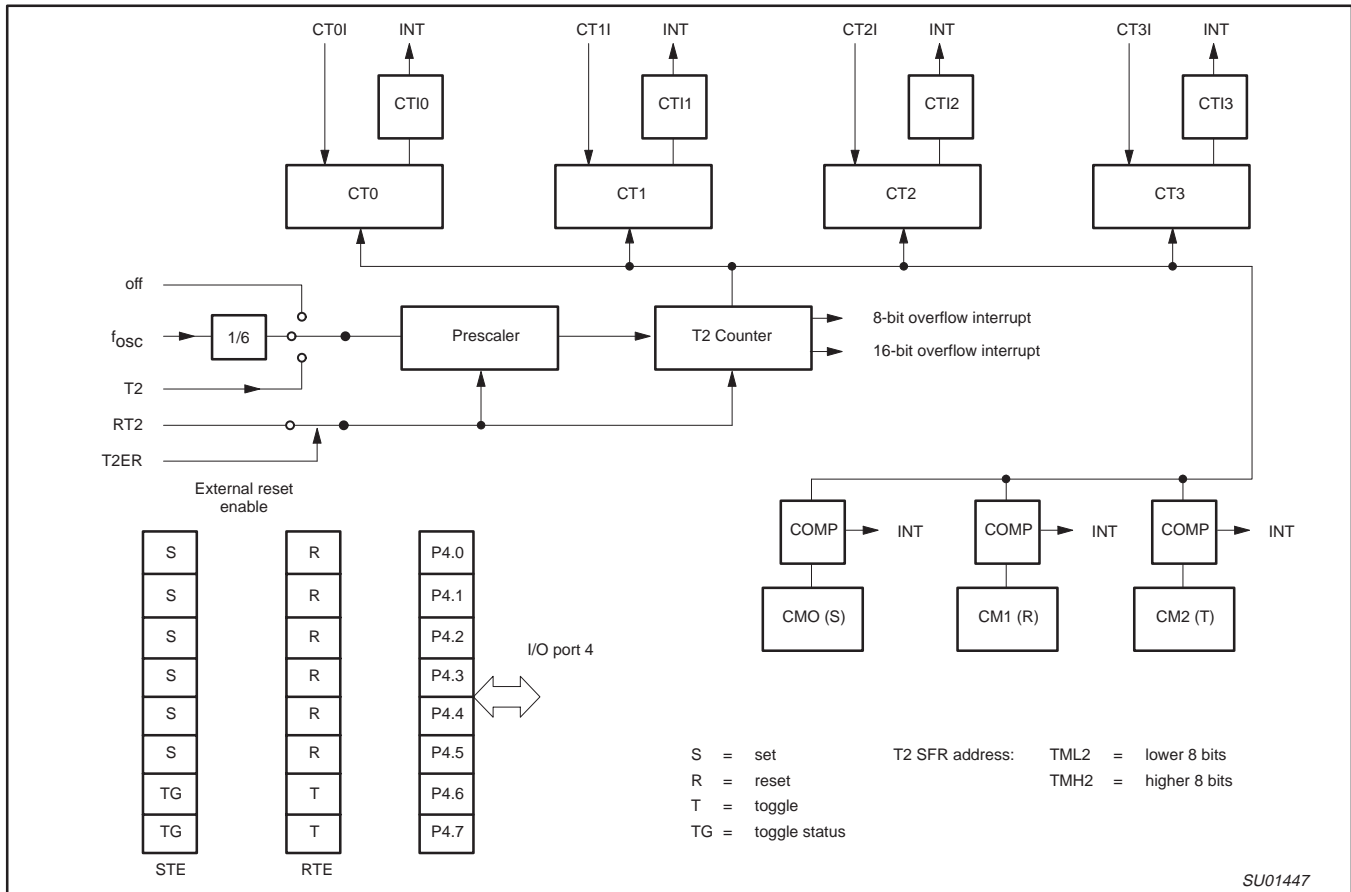 CT0I INT CT1I INT CT2I INT CT3I INT
CTI0 CTI1 CTI2 CTI3
CT0 CT1 CT2 CT3
off
fosc 1/6 Prescaler T2 Counter 8-bit overflow interrupt
16-bit overflow interrupt
T2
RT2
T2ER
External reset
enable
COMP INT COMP INT COMP INT
CMO (S) CM1 (R) CM2 (T)
S R P4.0
S R P4.1
S R P4.2
S R P4.3
S R P4.4
S R P4.5
TG T P4.6
TG T P4.7
STE RTE
I/O port 4
S = set
R = reset
T = toggle
TG = toggle status
T2 SFR address: TML2 = lower 8 bits
TMH2 = higher 8 bits
SU01447